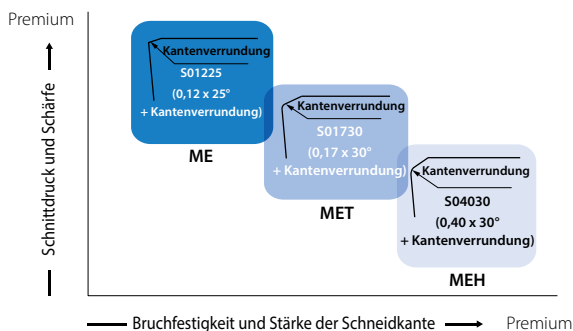 Premium
Schnittdruck und Schärfe
Kantenverrundung
S01225
(0,12 x 25°
+ Kantenverrundung)
ME
Kantenverrundung
S01730
(0,17 x 30°
+ Kantenverrundung)
MET
Kantenverrundung
S04030
(0,40 x 30°
+ Kantenverrundung)
MEH
Bruchfestigkeit und Stärke der Schneidkante
Premium